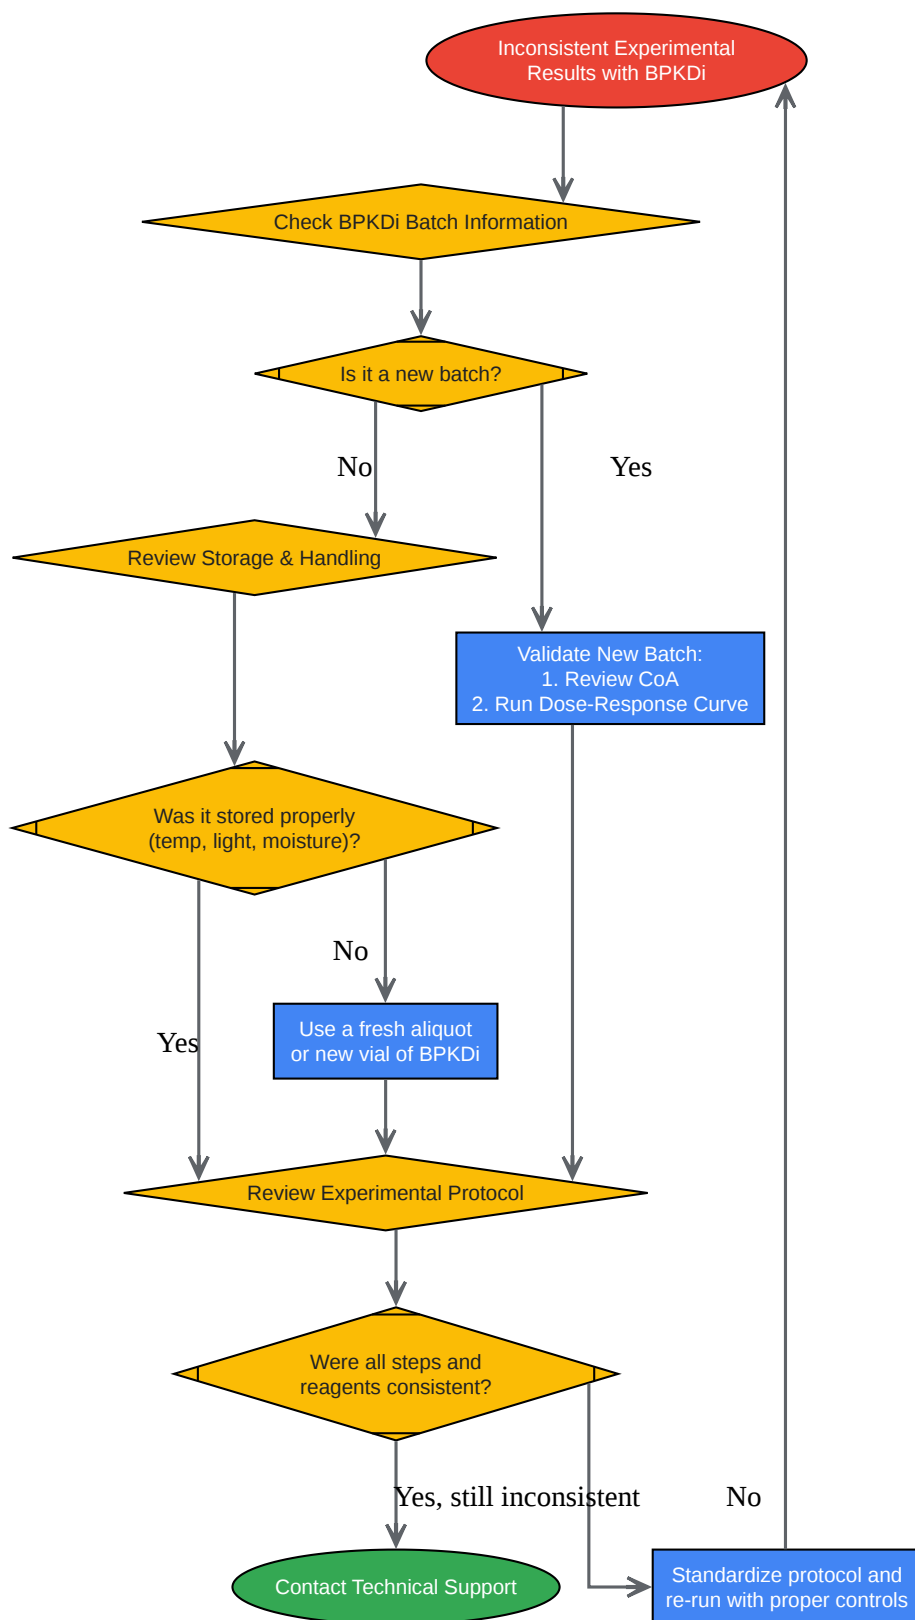 Inconsistent Experimental
Results with BPKDi
Check BPKDi Batch Information
Is it a new batch?
No
Yes
Review Storage & Handling
Validate New Batch:
1. Review CoA
2. Run Dose-Response Curve
Was it stored properly
(temp, light, moisture)?
No
Use a fresh aliquot
or new vial of BPKDi
Yes
Review Experimental Protocol
Were all steps and
reagents consistent?
Yes, still inconsistent
No
Contact Technical Support
Standardize protocol and
re-run with proper controls